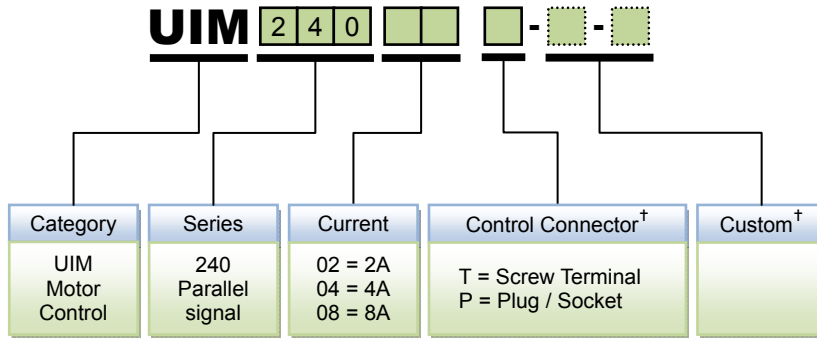 UIM 2 4 0 - -
Category
UIM
Motor
Control
Series
240
Parallel
signal
Current
02 = 2A
04 = 4A
08 = 8A
Control Connector†
T = Screw Terminal
P = Plug / Socket
Custom†